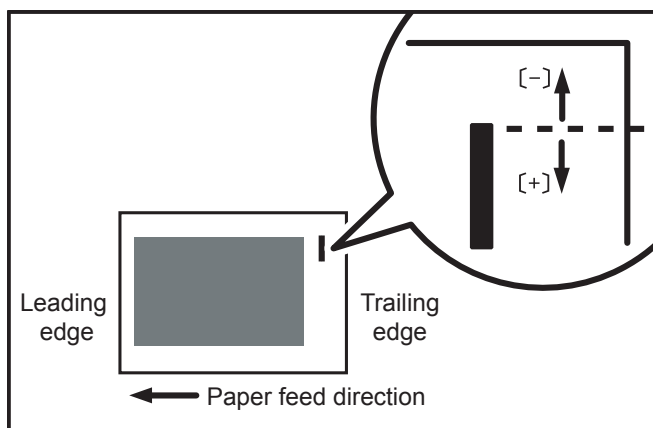 〔−〕
〔+〕
Leading
edge
Trailing
edge
Paper feed direction